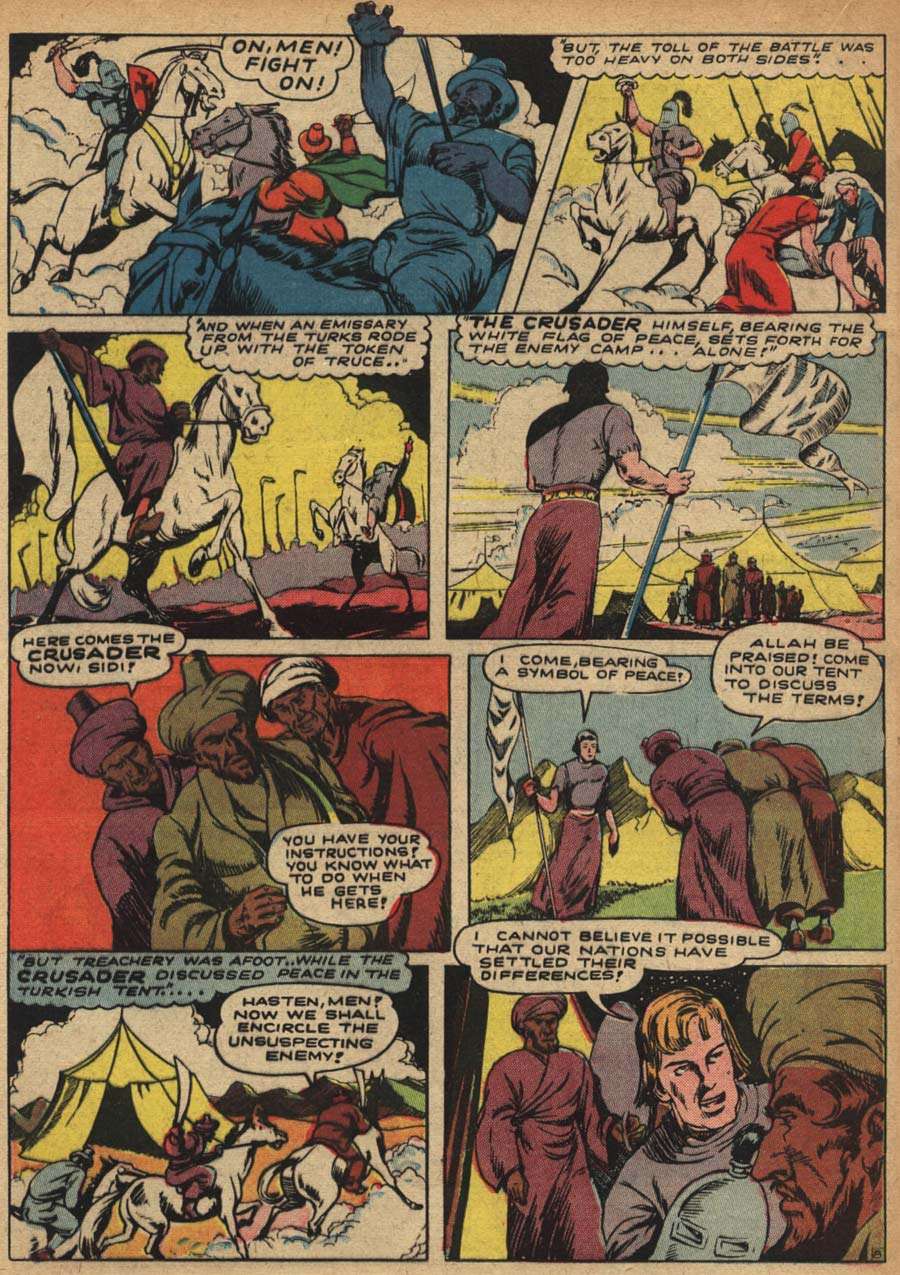 ON, MEN!
FIGHT
ON!
"BUT, THE TOLL OF THE BATTLE WAS
TOO HEAVY ON BOTH SIDES". . .
"AND WHEN AN EMISSARY
FROM THE TURKS RODE
UP WITH THE TOKEN
OF TRUCE.."
"THE CRUSADER HIMSELF, BEARING THE
WHITE FLAG OF PEACE, SETS FORTH FOR
THE ENEMY CAMP... ALONE!"
HERE COMES THE
CRUSADER
NOW, SIDI!
YOU HAVE YOUR
INSTRUCTIONS!
YOU KNOW WHAT
TO DO WHEN
HE GETS
HERE!
I COME, BEARING
A SYMBOL OF PEACE!
ALLAH BE
PRAISED! COME
INTO OUR TENT
TO DISCUSS
THE TERMS!
"BUT TREACHERY WAS AFOOT..WHILE THE
CRUSADER DISCUSSED PEACE IN THE
TURKISH TENT"....
HASTEN, MEN!
NOW WE SHALL
ENCIRCLE THE
UNSUSPECTING
ENEMY!
I CANNOT BELIEVE IT POSSIBLE
THAT OUR NATIONS HAVE
SETTLED THEIR
DIFFERENCES!
8